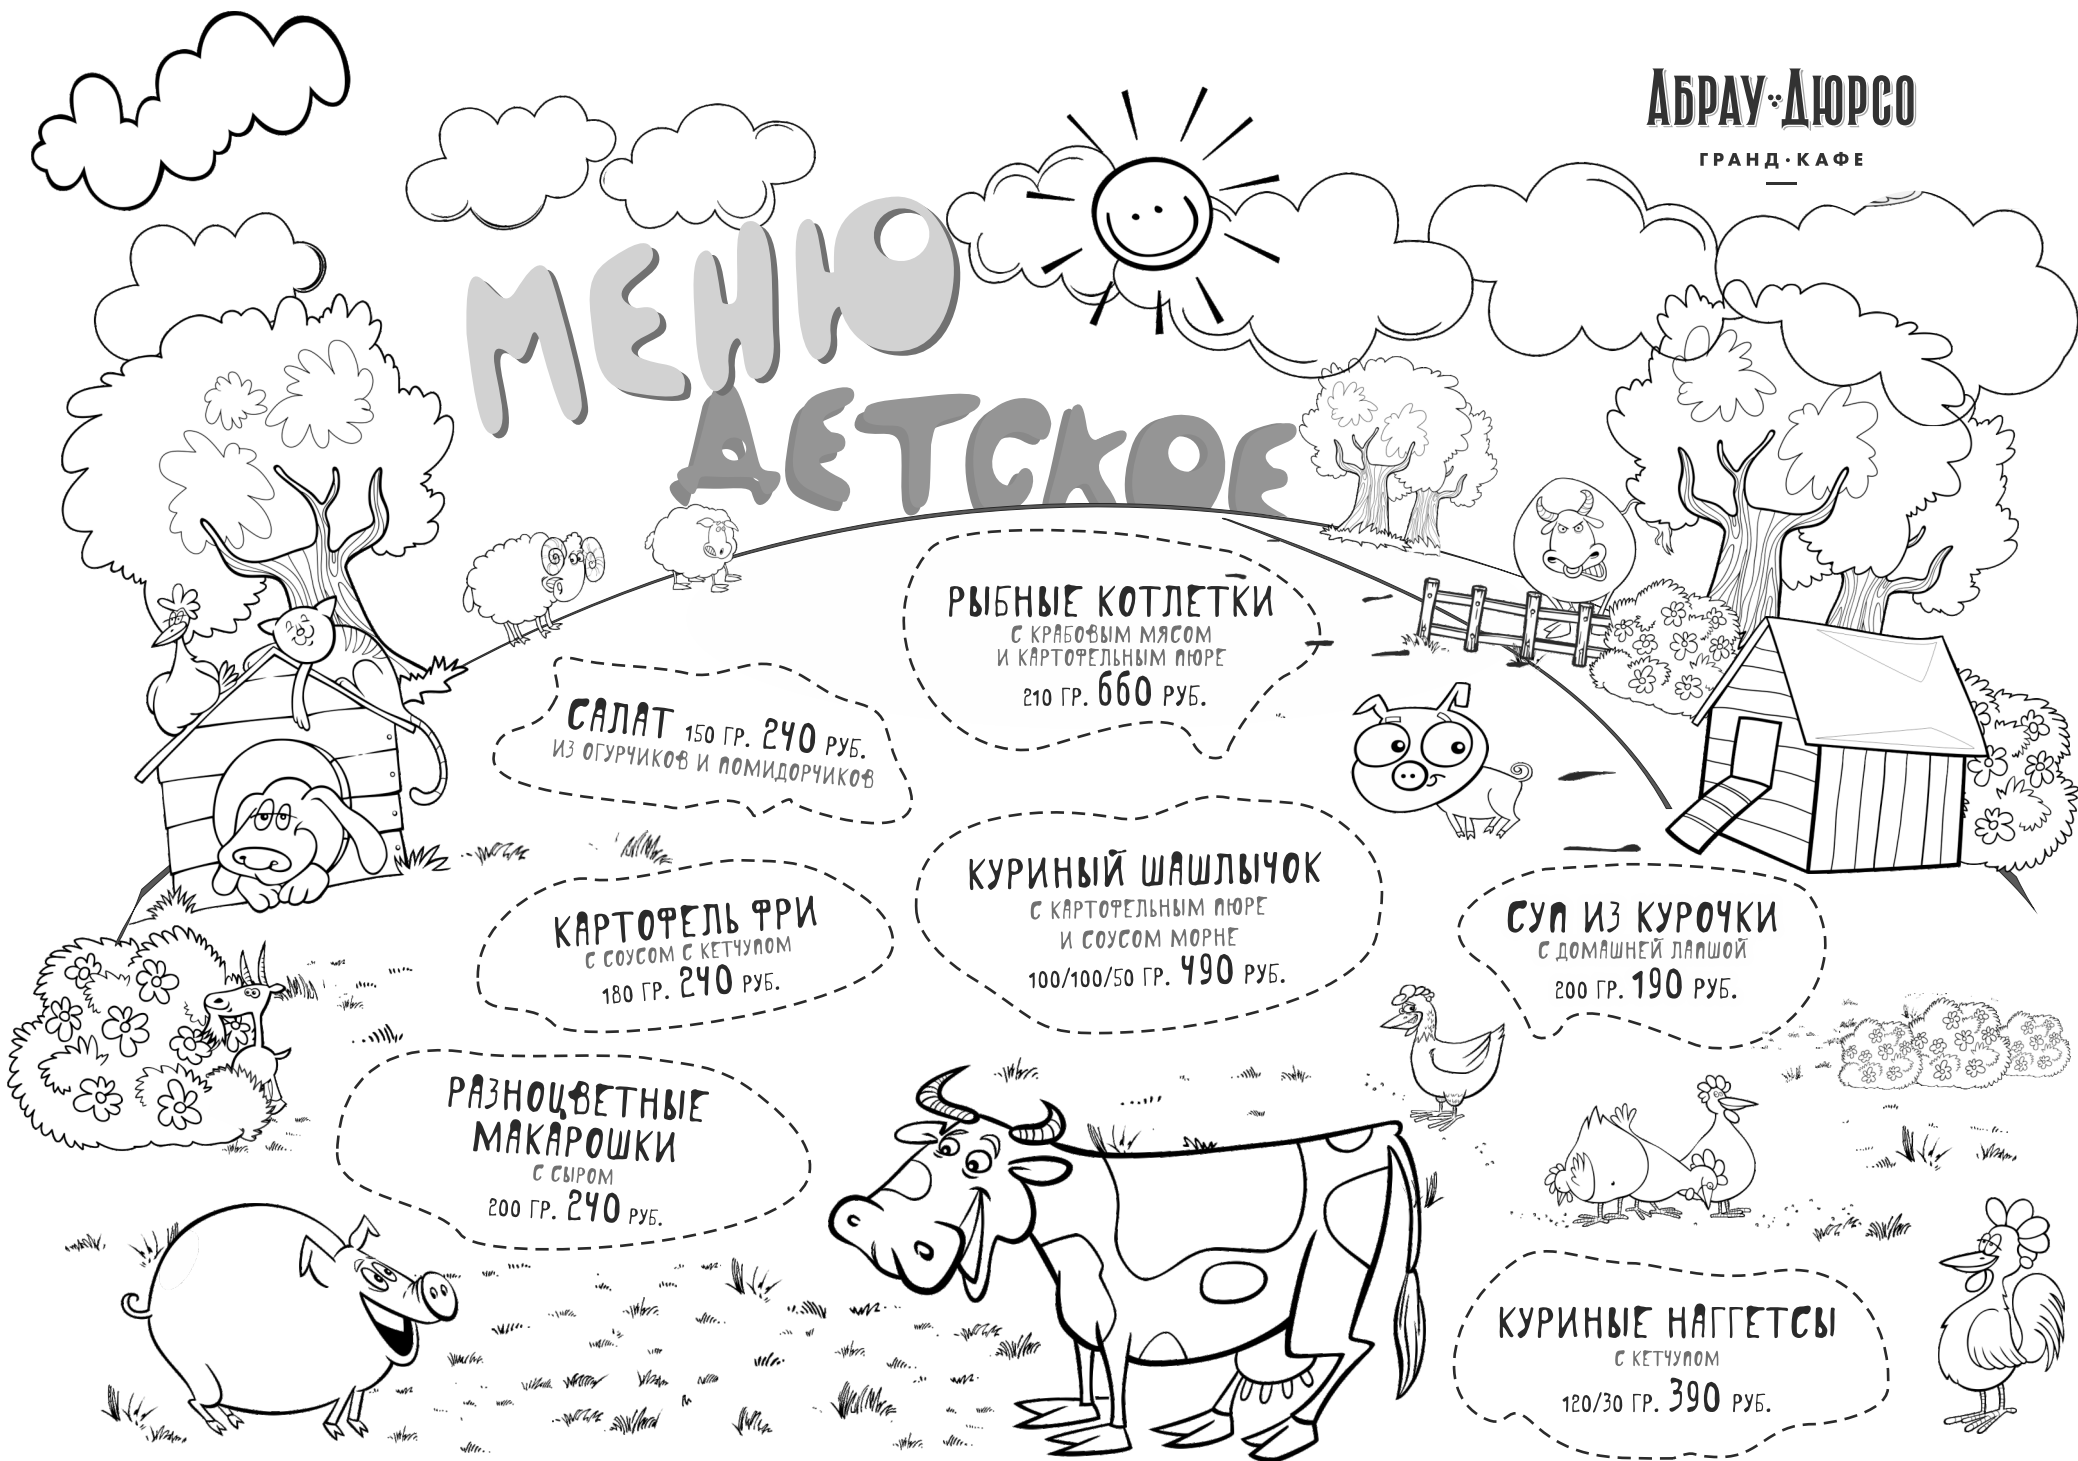 АБРАУ·ДЮРСО
ГРАНД·КАФЕ
МЕНЮ
ДЕТСКОЕ
РЫБНЫЕ КОТЛЕТКИ
С КРАБОВЫМ МЯСОМ
И КАРТОФЕЛЬНЫМ ПЮРЕ
210 ГР. 660 РУБ.
САЛАТ 150 ГР. 240 РУБ.
ИЗ ОГУРЧИКОВ И ПОМИДОРЧИКОВ
КУРИНЫЙ ШАШЛЫЧОК
С КАРТОФЕЛЬНЫМ ПЮРЕ
И СОУСОМ МОРНЕ
100/100/50 ГР. 490 РУБ.
КАРТОФЕЛЬ ФРИ
С СОУСОМ С КЕТЧУПОМ
180 ГР. 240 РУБ.
СУП ИЗ КУРОЧКИ
С ДОМАШНЕЙ ЛАПШОЙ
200 ГР. 190 РУБ.
РАЗНОЦВЕТНЫЕ
МАКАРОШКИ
С СЫРОМ
200 ГР. 240 РУБ.
КУРИНЫЕ НАГГЕТСЫ
С КЕТЧУПОМ
120/30 ГР. 390 РУБ.